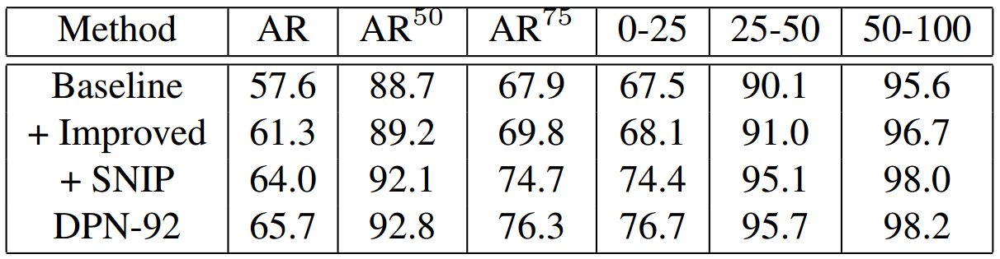 Method AR AR^50 AR^75 0-25 25-50 50-100
Baseline 57.6 88.7 67.9 67.5 90.1 95.6
+ Improved 61.3 89.2 69.8 68.1 91.0 96.7
+ SNIP 64.0 92.1 74.7 74.4 95.1 98.0
DPN-92 65.7 92.8 76.3 76.7 95.7 98.2